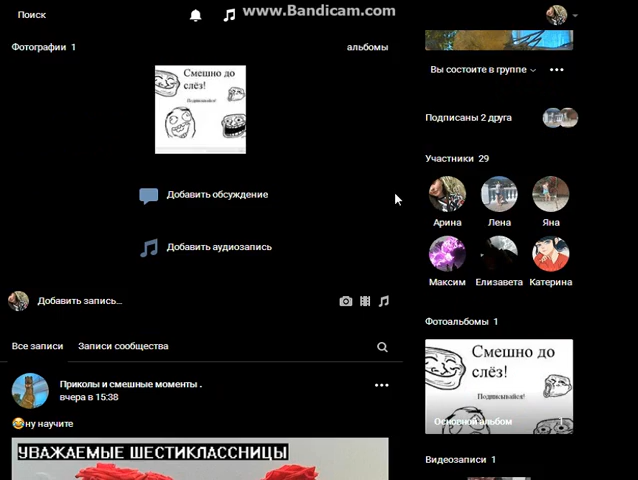 www.Bandicam.com
Поиск
Фотографии 1
альбомы
Смешно до
слёз!
Подписывайся!
Добавить обсуждение
Добавить аудиозапись
Добавить запись...
Все записи
Записи сообщества
Приколы и смешные моменты .
вчера в 15:38
ну научите
УВАЖАЕМЫЕ ШЕСТИКЛАССНИЦЫ
Вы состоите в группе
Подписаны 2 друга
Участники 29
Арина
Лена
Яна
Максим
Елизавета
Катерина
Фотоальбомы 1
Смешно до
слёз!
Подписывайся!
Основной альбом
1
Видеозаписи 1